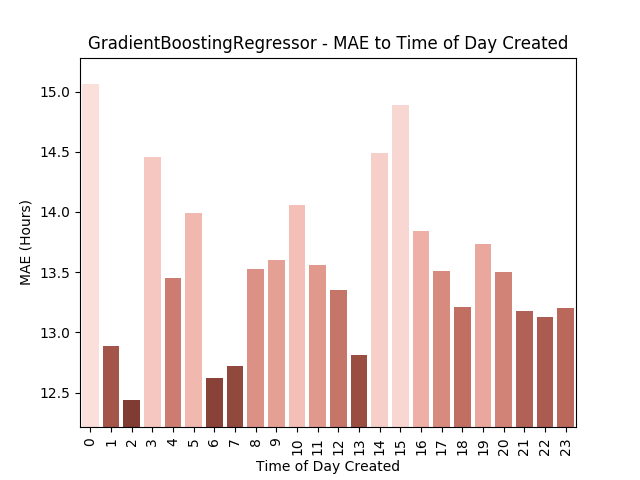 GradientBoostingRegressor - MAE to Time of Day Created
15.0
14.5
14.0
13.5
13.0
12.5
MAE (Hours)
0 1 2 3 4 5 6 7 8 9 10 11 12 13 14 15 16 17 18 19 20 21 22 23
Time of Day Created